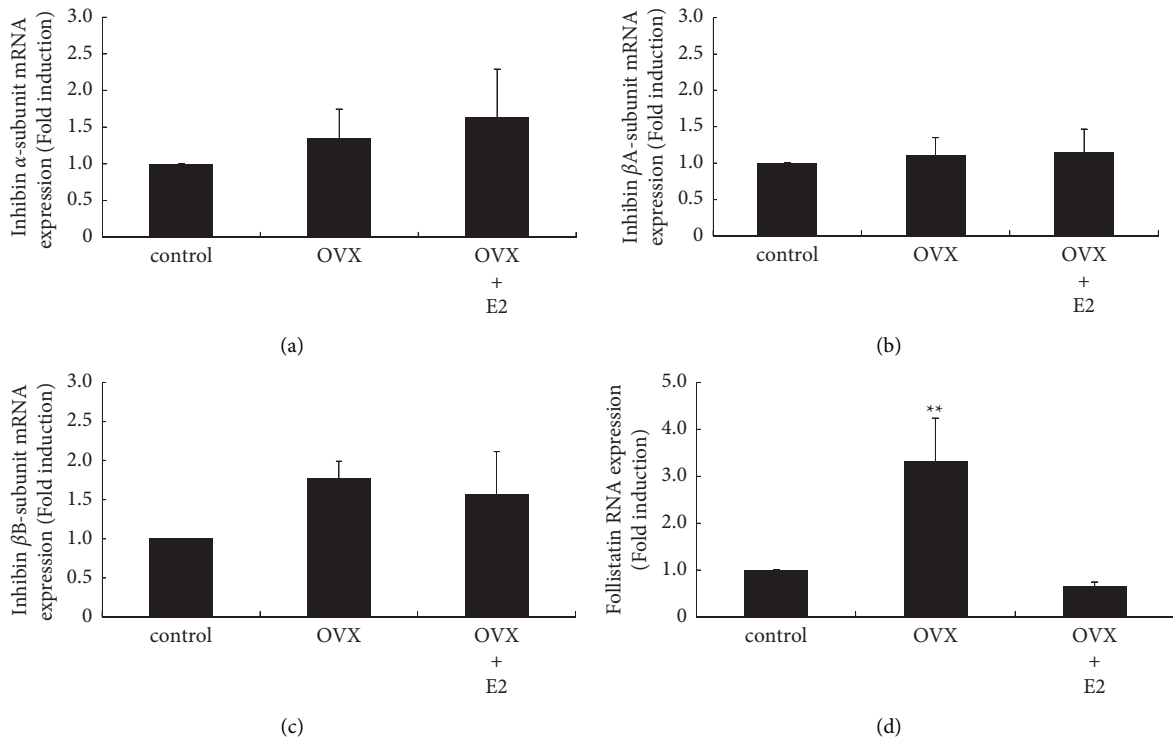 Inhibin α-subunit mRNA
expression (Fold induction)
3.0
2.5
2.0
1.5
1.0
0.5
0
control
OVX
OVX
+
E2
(a)
Inhibin βA-subunit mRNA
expression (Fold induction)
3.0
2.5
2.0
1.5
1.0
0.5
0
control
OVX
OVX
+
E2
(b)
Inhibin βB-subunit mRNA
expression (Fold induction)
3.0
2.5
2.0
1.5
1.0
0.5
0
control
OVX
OVX
+
E2
(c)
Follistatin RNA expression
(Fold induction)
5.0
4.0
3.0
2.0
1.0
0
**
control
OVX
OVX
+
E2
(d)